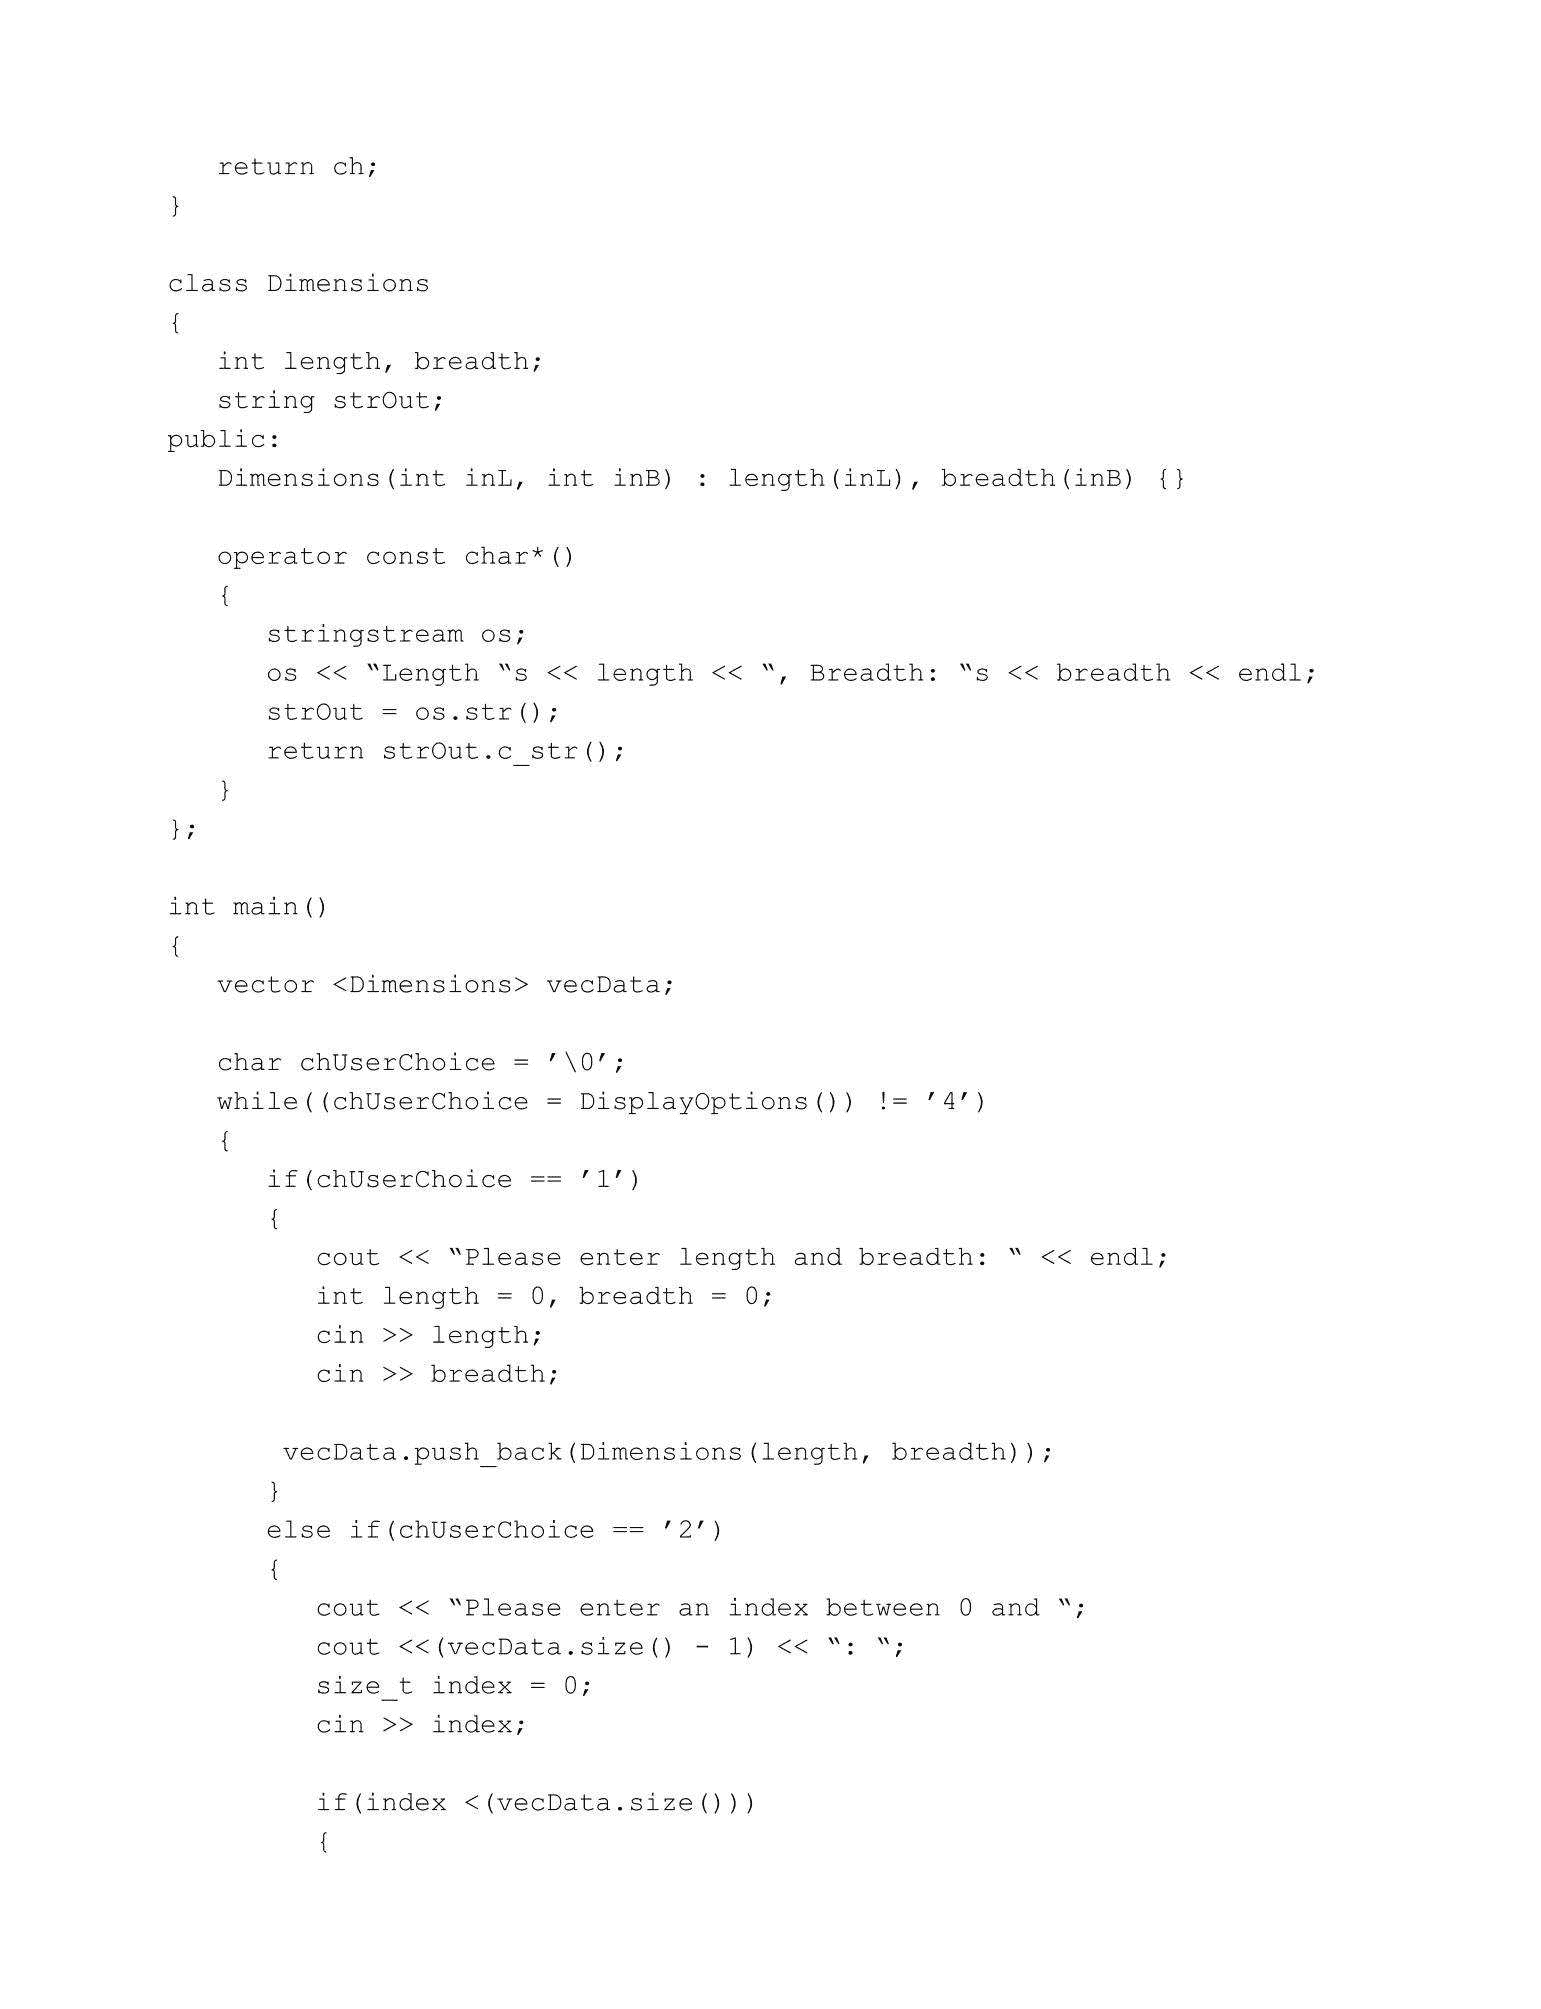 return ch;
}
class Dimensions
{
int length, breadth;
string strOut;
public:
Dimensions(int inL, int inB) : length(inL), breadth(inB) {}
operator const char*()
{
stringstream os;
os << “Length “s << length << “, Breadth: “s << breadth << endl;
strOut = os.str();
return strOut.c_str();
}
};
int main()
{
vector <Dimensions> vecData;
char chUserChoice = ’\0’;
while((chUserChoice = DisplayOptions()) != ’4’)
{
if(chUserChoice == ’1’)
{
cout << “Please enter length and breadth: “ << endl;
int length = 0, breadth = 0;
cin >> length;
cin >> breadth;
vecData.push_back(Dimensions(length, breadth));
}
else if(chUserChoice == ’2’)
{
cout << “Please enter an index between 0 and “;
cout <<(vecData.size() - 1) << “: “;
size_t index = 0;
cin >> index;
if(index <(vecData.size()))
{